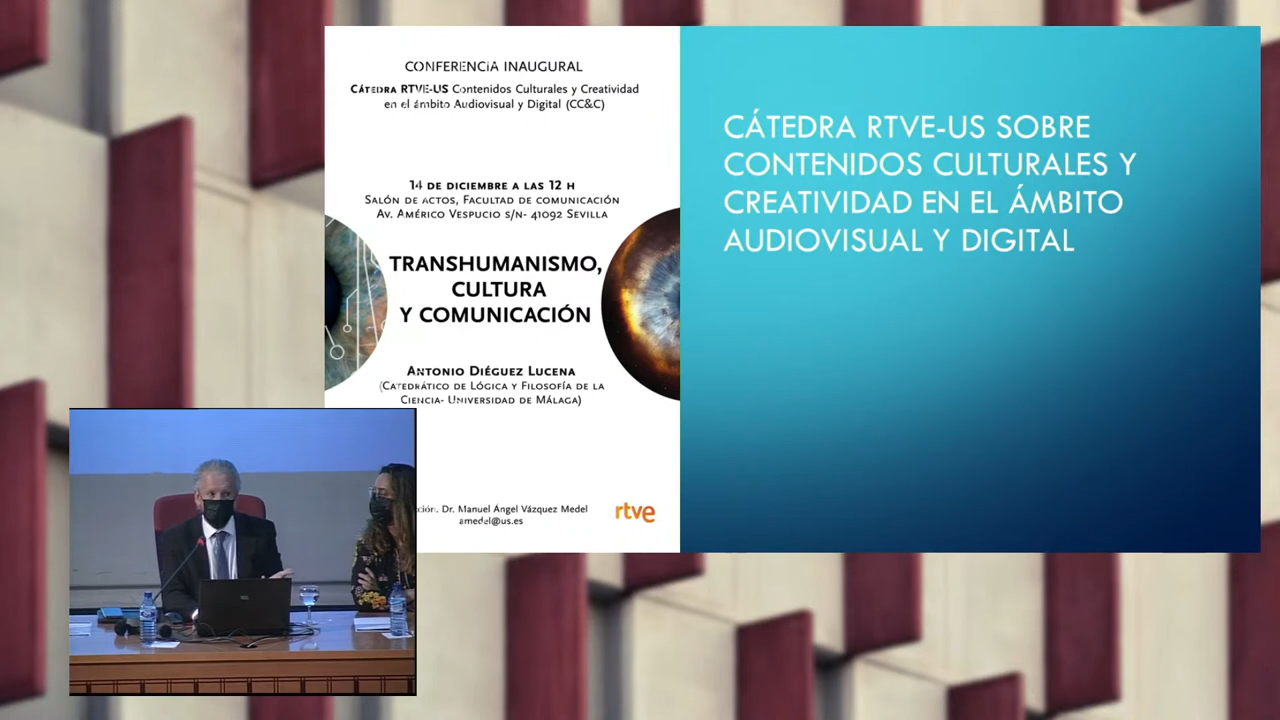 CONFERENCIA INAUGURAL
CÁTEDRA RTVE-US Contenidos Culturales y Creatividad
en el ámbito Audiovisual y Digital (CC&C)
14 DE DICIEMBRE A LAS 12 H
SALÓN DE ACTOS, FACULTAD DE COMUNICACIÓN
AV. AMÉRICO VESPUCIO S/N- 41092 SEVILLA
TRANSHUMANISMO,
CULTURA
Y COMUNICACIÓN
ANTONIO DIÉGUEZ LUCENA
(CATEDRÁTICO DE LÓGICA Y FILOSOFÍA DE LA
CIENCIA- UNIVERSIDAD DE MÁLAGA)
ción. Dr. Manuel Ángel Vázquez Medel
amedel@us.es
rtve
CÁTEDRA RTVE-US SOBRE
CONTENIDOS CULTURALES Y
CREATIVIDAD EN EL ÁMBITO
AUDIOVISUAL Y DIGITAL